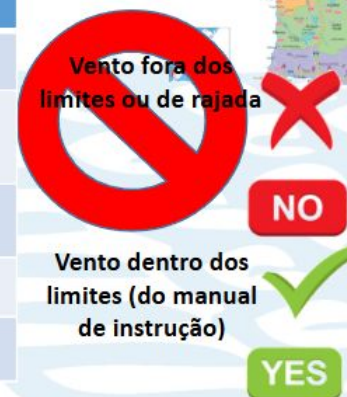 Vento fora dos
limites ou de rajada
NO
Vento dentro dos
limites (do manual
de instrução)
YES